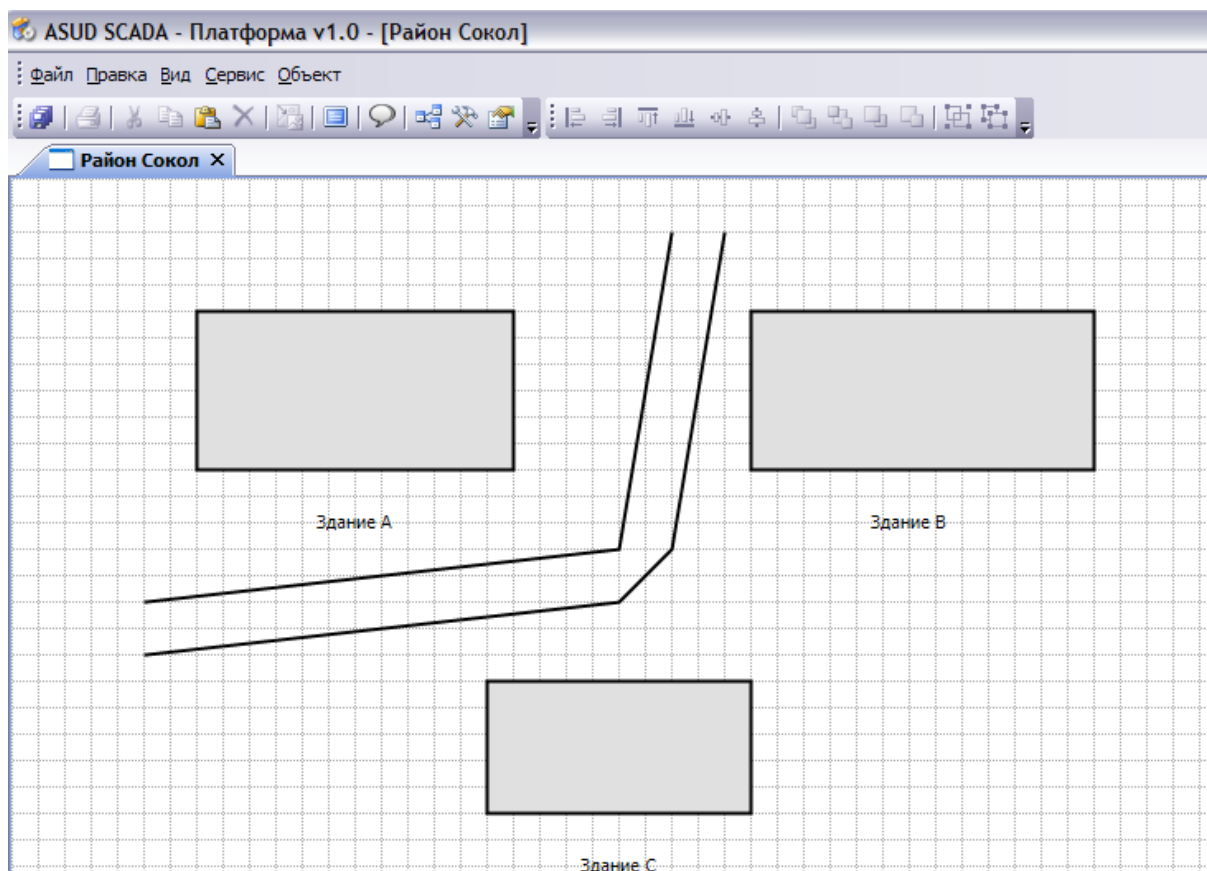 ASUD SCADA - Платформа v1.0 - [Район Сокол]
Файл Правка Вид Сервис Объект
Район Сокол
Здание A
Здание B
Здание C